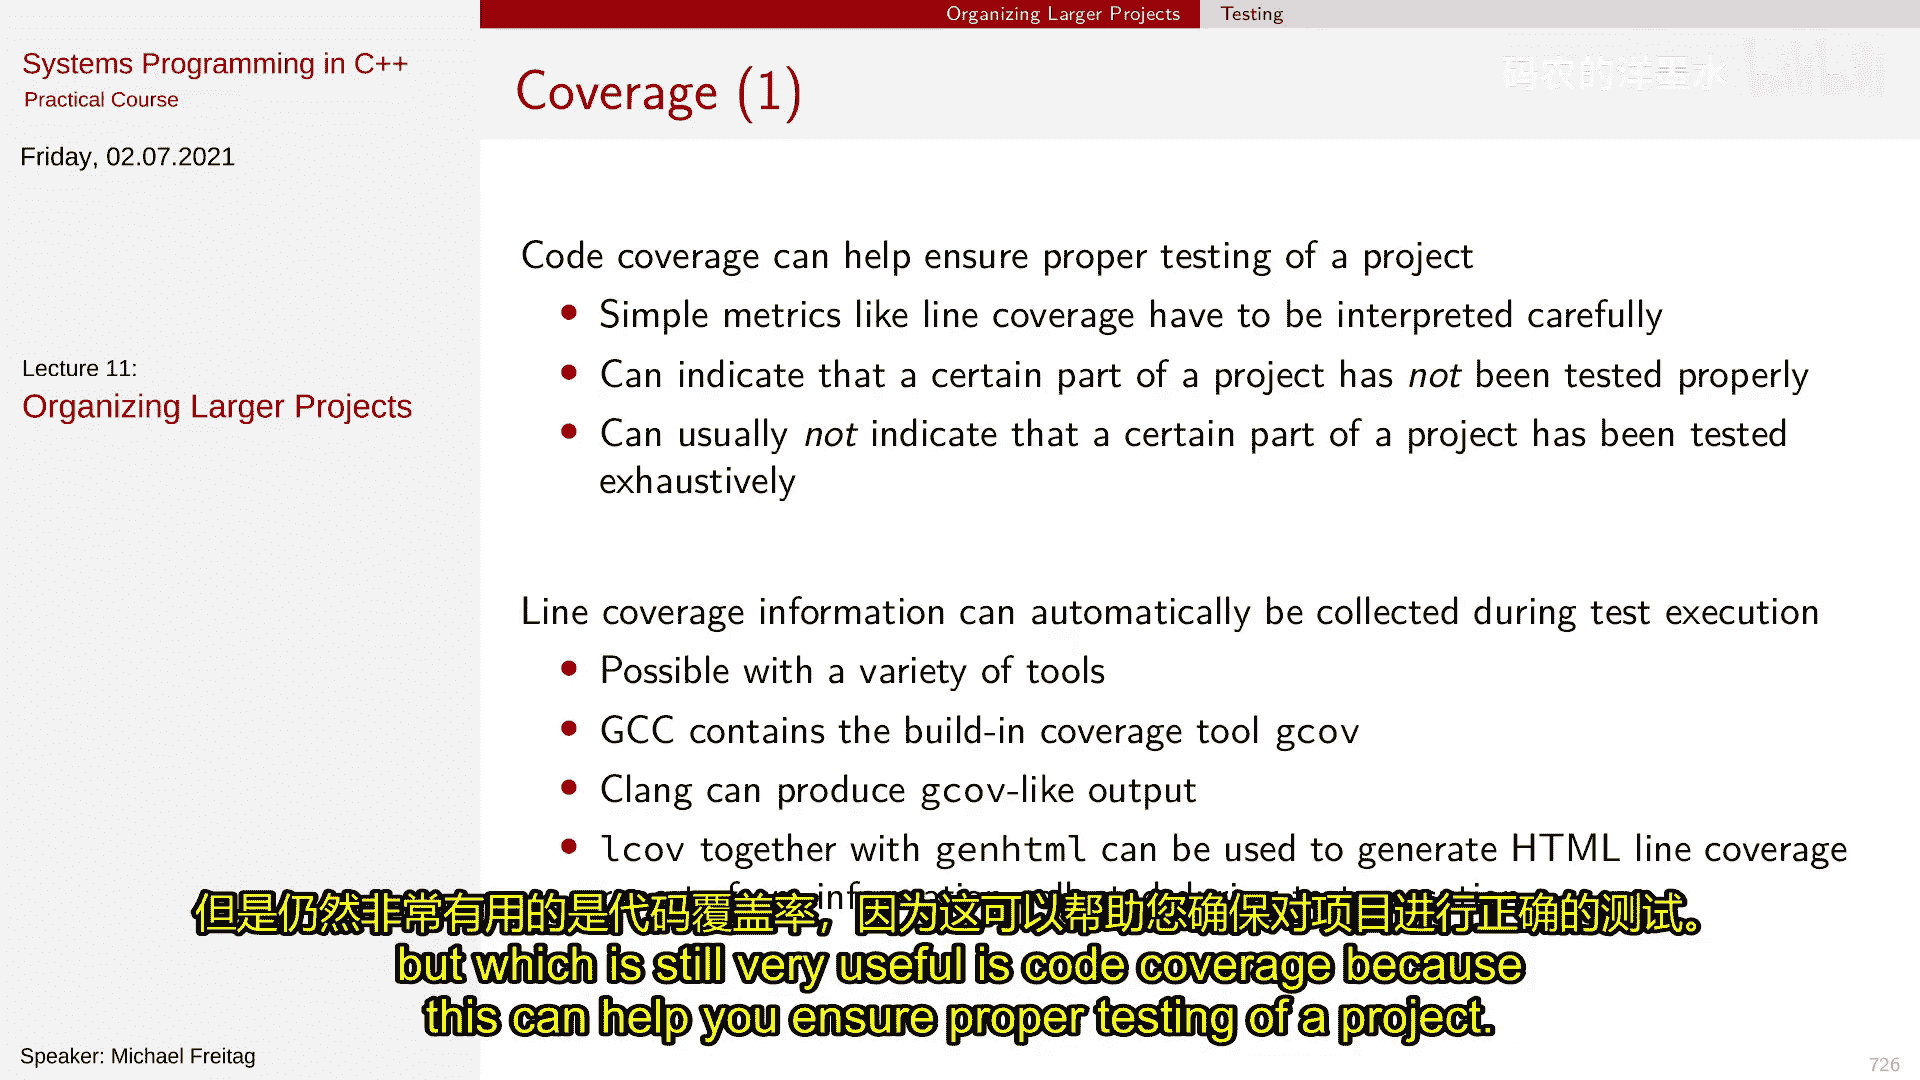 Organizing Larger Projects
Testing
Systems Programming in C++
Practical Course
Friday, 02.07.2021
Coverage (1)
码农的洋墨水
bilibili
Code coverage can help ensure proper testing of a project
Simple metrics like line coverage have to be interpreted carefully
Can indicate that a certain part of a project has not been tested properly
Can usually not indicate that a certain part of a project has been tested
exhaustively
Lecture 11:
Organizing Larger Projects
Line coverage information can automatically be collected during test execution
Possible with a variety of tools
GCC contains the build-in coverage tool gcov
Clang can produce gcov-like output
lcov together with genhtml can be used to generate HTML line coverage
但是仍然非常有用的是代码覆盖率，因为这可以帮助您确保对项目进行正确的测试。
but which is still very useful is code coverage because
this can help you ensure proper testing of a project.
Speaker: Michael Freitag
726